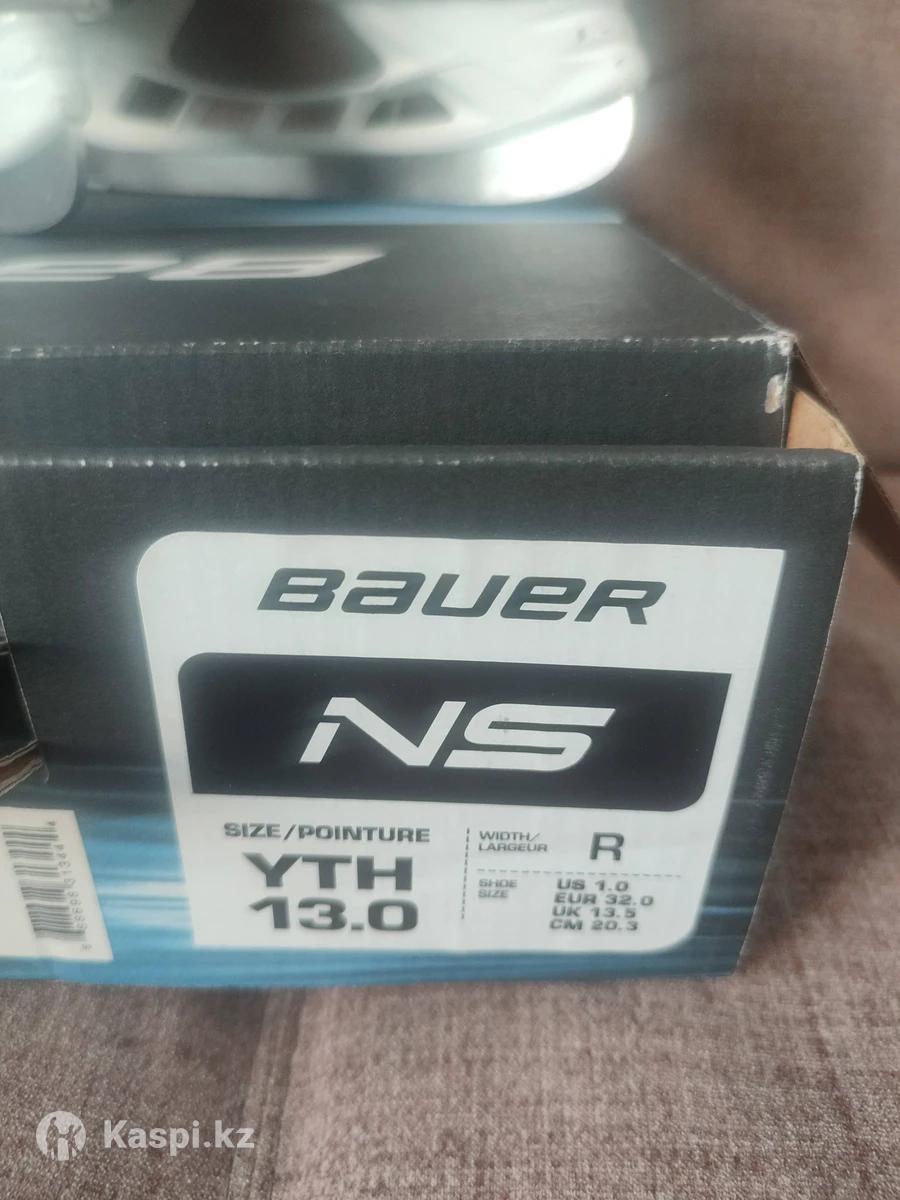 BAUER
NS
SIZE/POINTURE
YTH
13.0
WIDTH/
LARGEUR
R
SHOE
SIZE
US 1.0
EUR 32.0
UK 13.5
CM 20.3
Kaspi.kz